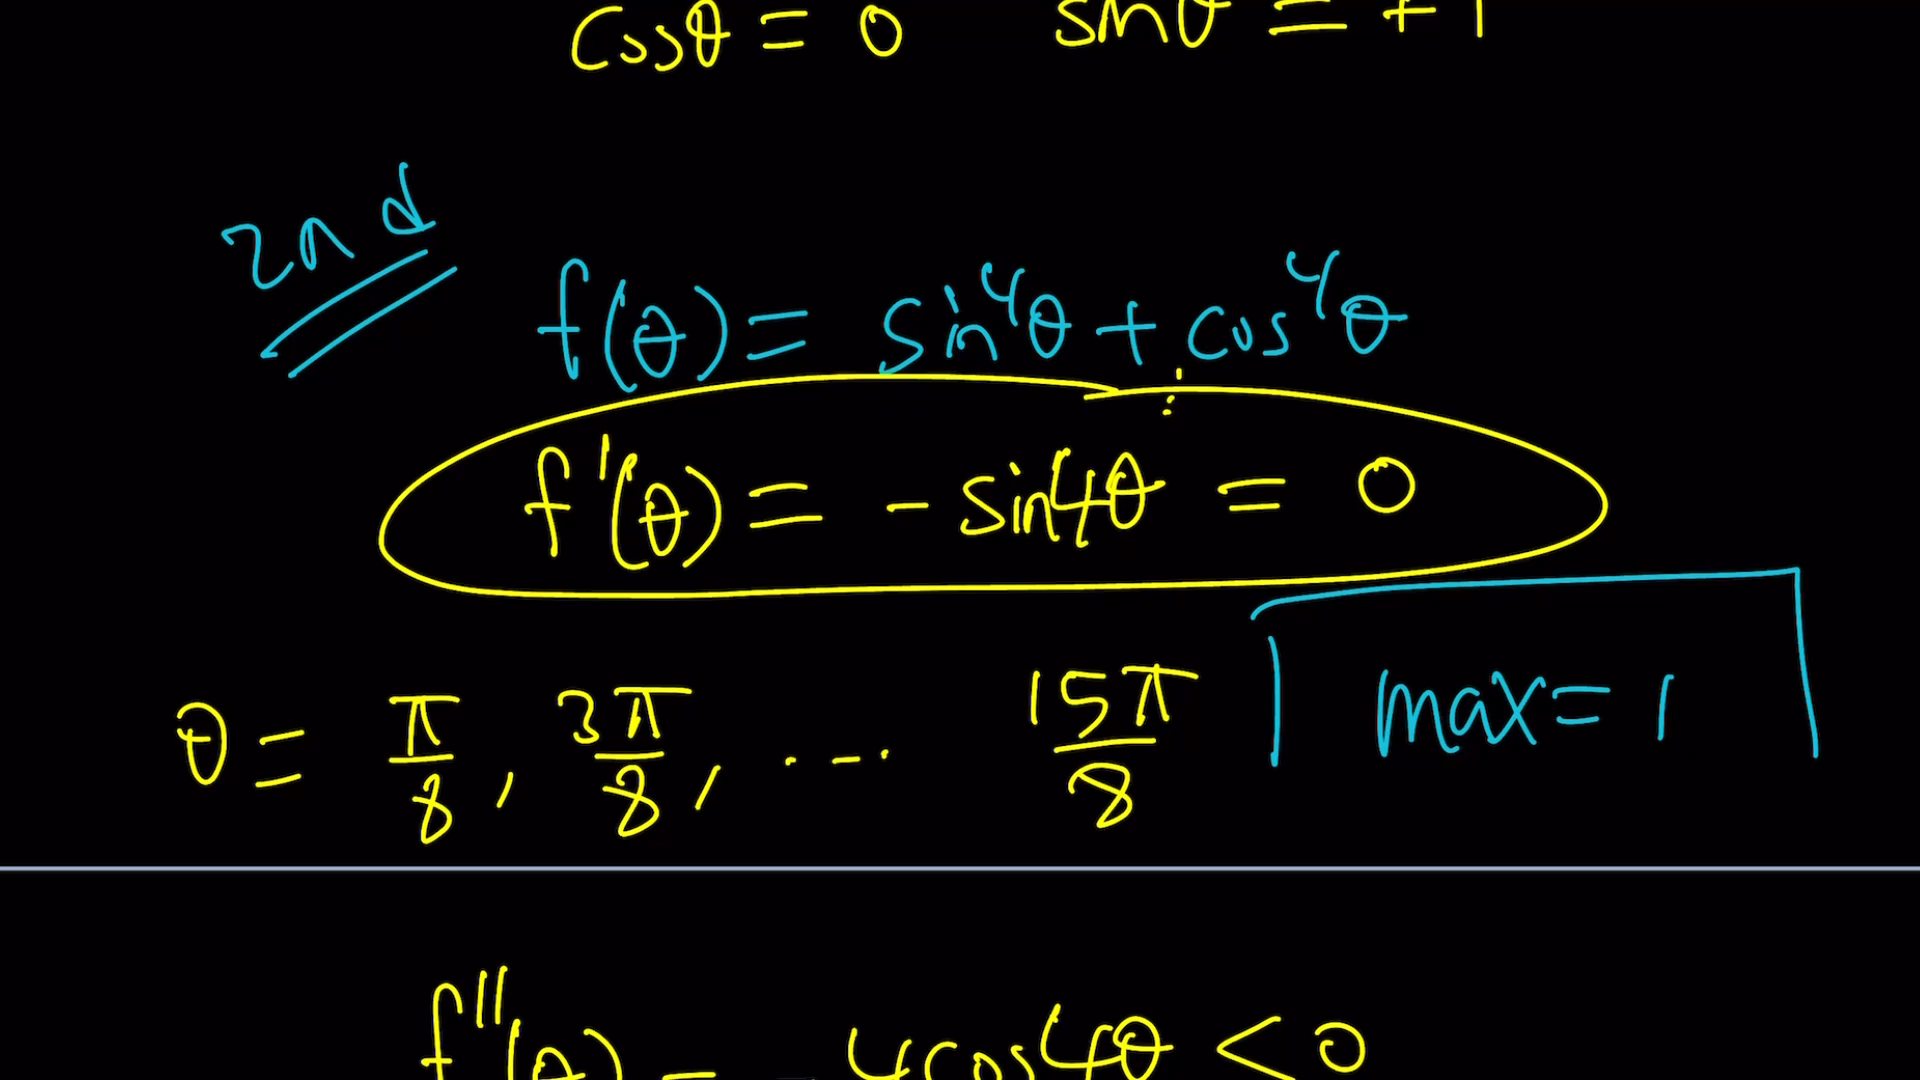 cosθ = 0 sinθ = +1
2nd
f(θ) = sin⁴θ + cos⁴θ
f'(θ) = - sin4θ = 0
θ = π/8, 3π/8, ... 15π/8
max = 1
f''(θ) = - 4cos4θ < 0